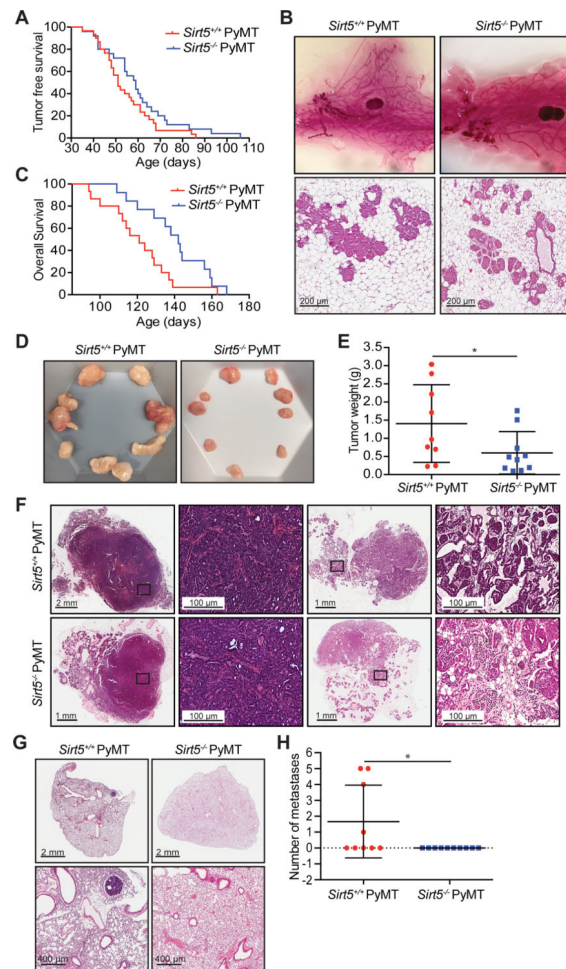 A
Sirt5+/+ PyMT
Sirt5-/- PyMT
Tumor free survival
100
80
60
40
20
0
30 40 50 60 70 80 90 100 110
Age (days)
B
Sirt5+/+ PyMT
Sirt5-/- PyMT
200 µm
200 µm
C
Sirt5+/+ PyMT
Sirt5-/- PyMT
Overall Survival
100
80
60
40
20
0
100 120 140 160 180
Age (days)
D
Sirt5+/+ PyMT
Sirt5-/- PyMT
E
*
Tumor weight (g)
3.5
3.0
2.5
2.0
1.5
1.0
0.5
0.0
Sirt5+/+ PyMT
Sirt5-/- PyMT
F
Sirt5+/+ PyMT
2 mm
100 µm
1 mm
100 µm
Sirt5-/- PyMT
1 mm
100 µm
1 mm
100 µm
G
Sirt5+/+ PyMT
Sirt5-/- PyMT
2 mm
2 mm
400 µm
400 µm
H
*
Number of metastases
6
5
4
3
2
1
0
-1
Sirt5+/+ PyMT
Sirt5-/- PyMT